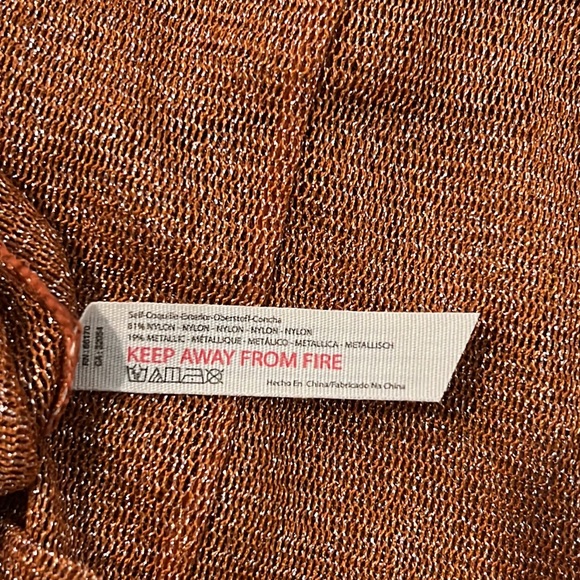 Self-Coquille-Exterior-Oberstoff-Concha
81% NYLON - NYLON - NYLON - NYLON - NYLON
19% METALLIC - MÉTALLIQUE - METÁLICO - METALLICA - METALLISCH
KEEP AWAY FROM FIRE
Hecho En China/Fabricado Na China